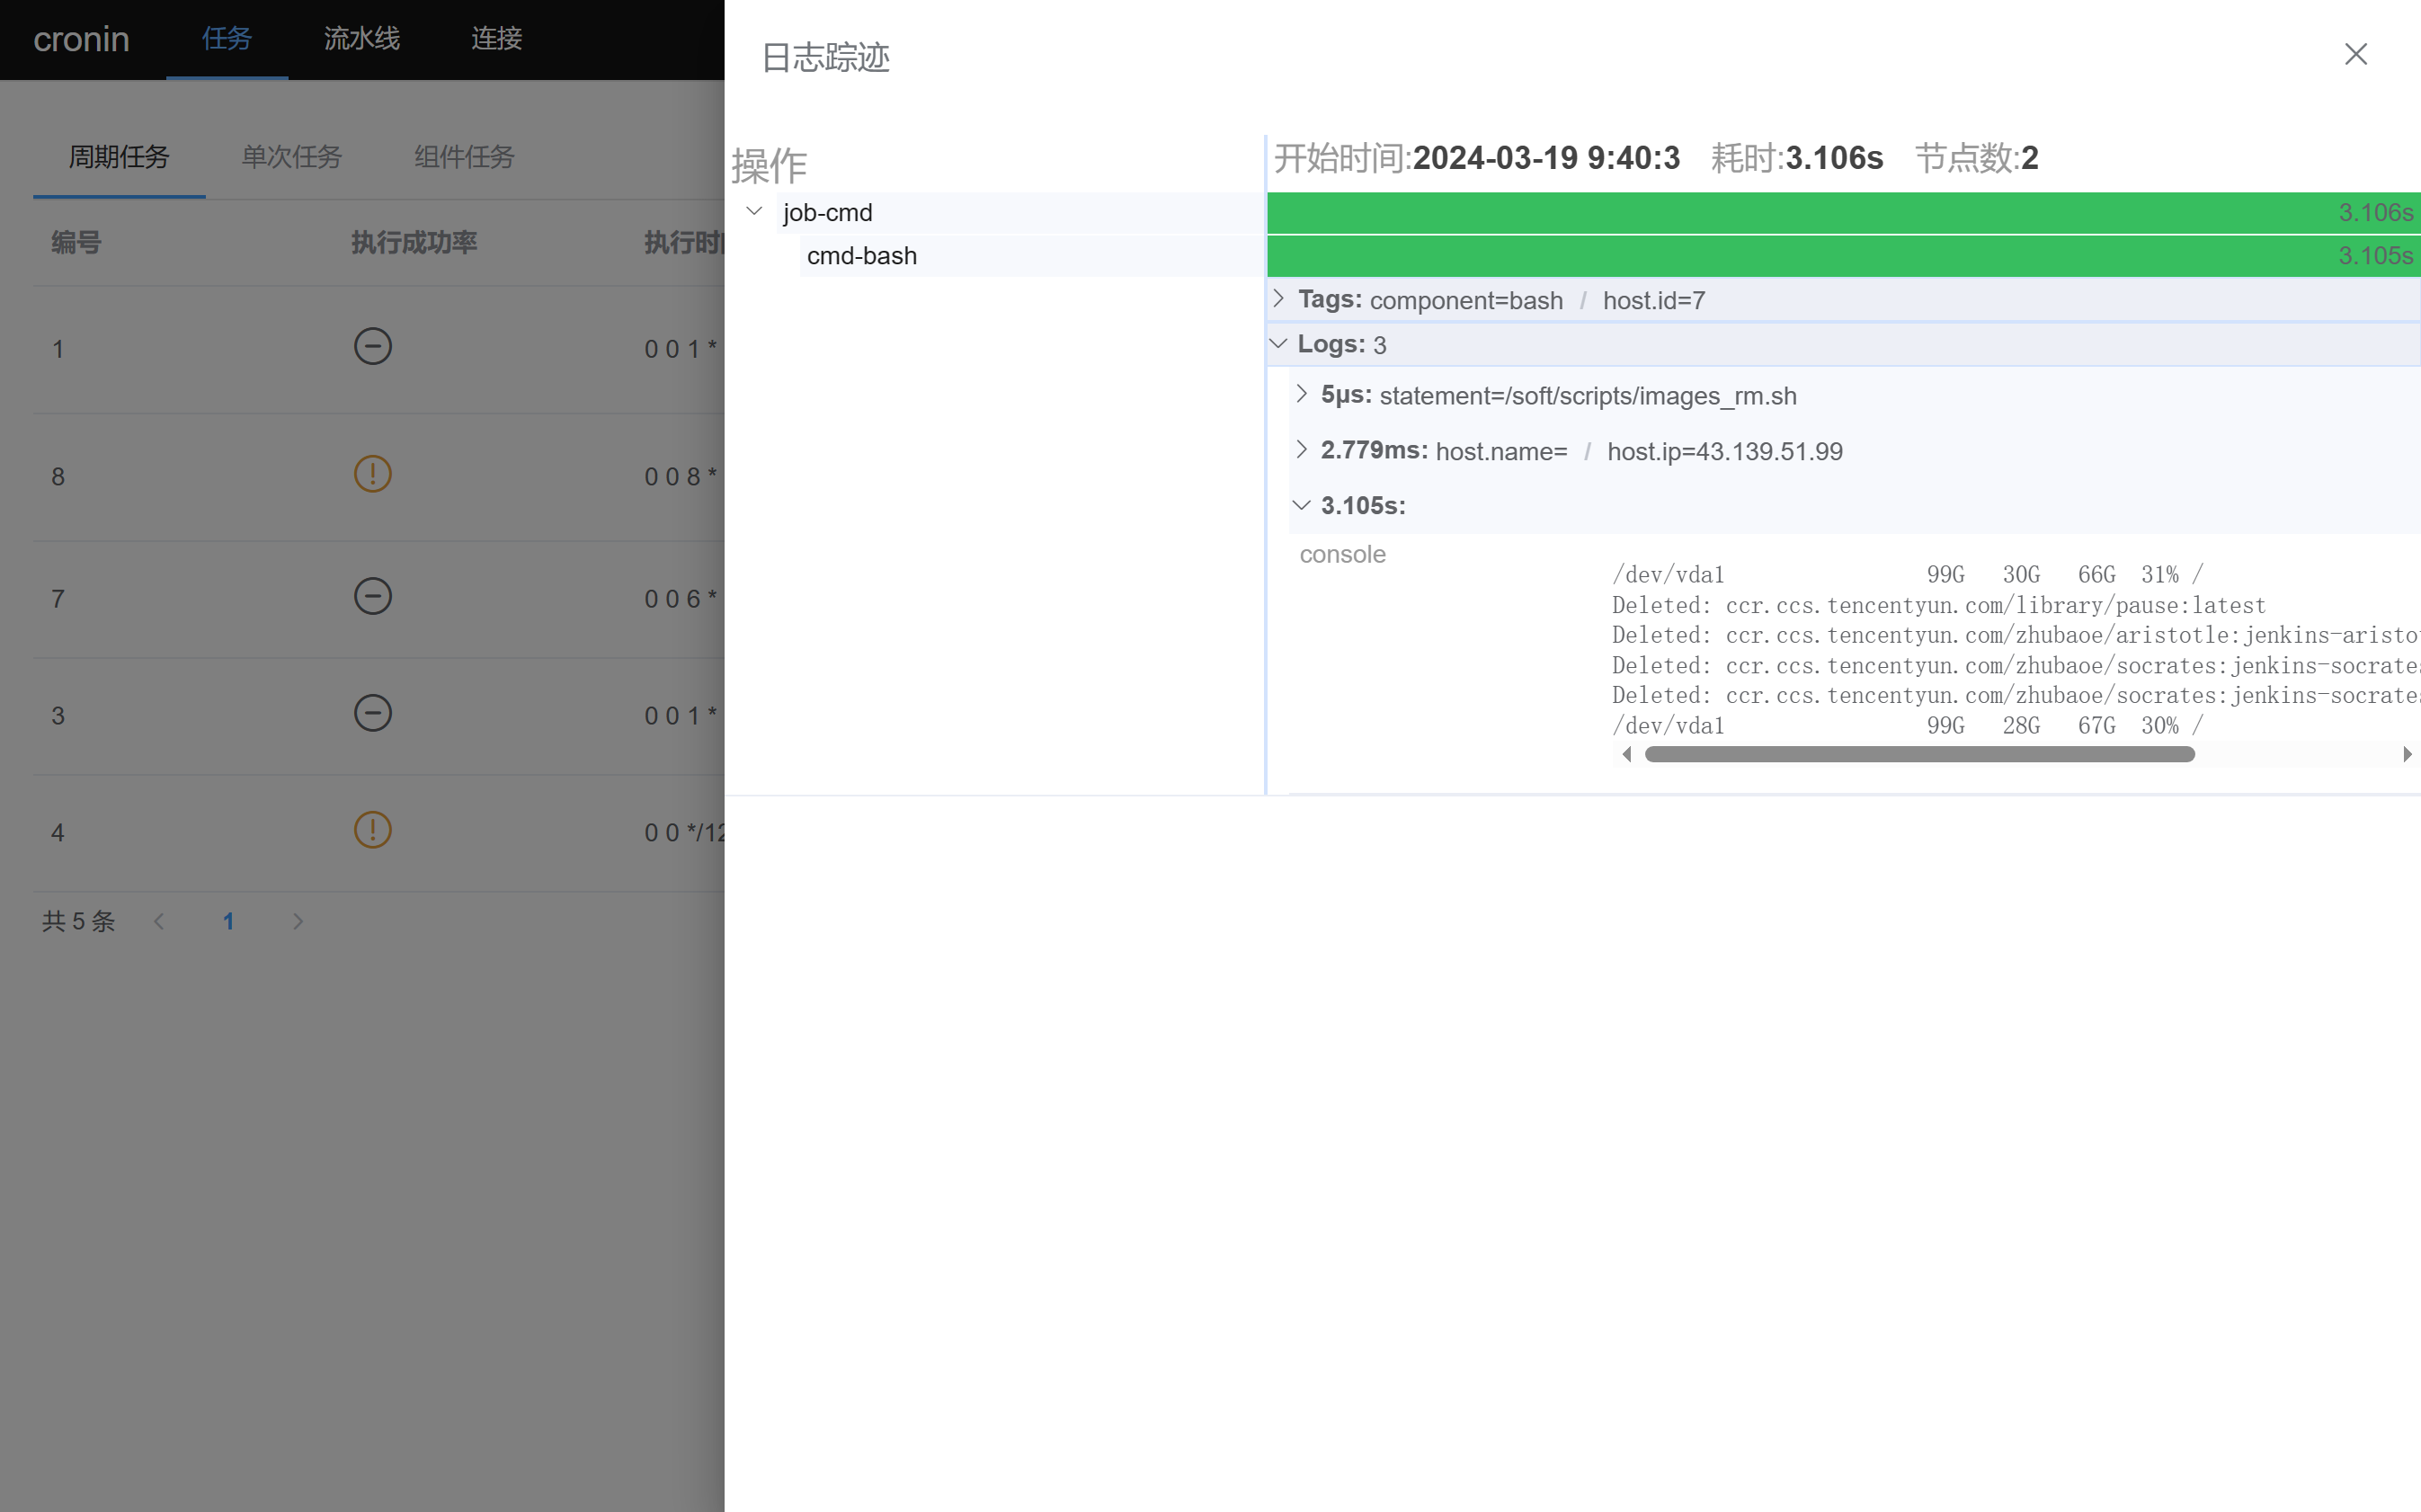 cronin 任务 流水线 连接
周期任务 单次任务 组件任务
编号 执行成功率 执行时
1 0 0 1 *
8 0 0 8 *
7 0 0 6 *
3 0 0 1 *
4 0 0 */12
共 5 条 1
日志踪迹
操作
开始时间:2024-03-19 9:40:3 耗时:3.106s 节点数:2
job-cmd 3.106s
cmd-bash 3.105s
Tags: component=bash / host.id=7
Logs: 3
5μs: statement=/soft/scripts/images_rm.sh
2.779ms: host.name= / host.ip=43.139.51.99
3.105s:
console
/dev/vda1 99G 30G 66G 31% /
Deleted: ccr.ccs.tencentyun.com/library/pause:latest
Deleted: ccr.ccs.tencentyun.com/zhubaoe/aristotle:jenkins-aristo
Deleted: ccr.ccs.tencentyun.com/zhubaoe/socrates:jenkins-socrates
Deleted: ccr.ccs.tencentyun.com/zhubaoe/socrates:jenkins-socrates
/dev/vda1 99G 28G 67G 30% /